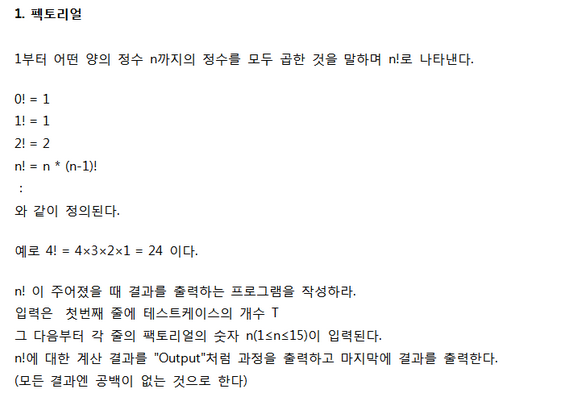 1. 펙토리얼
1부터 어떤 양의 정수 n까지의 정수를 모두 곱한 것을 말하며 n!로 나타낸다.
0! = 1
1! = 1
2! = 2
n! = n * (n-1)!
:
와 같이 정의된다.
예로 4! = 4×3×2×1 = 24 이다.
n! 이 주어졌을 때 결과를 출력하는 프로그램을 작성하라.
입력은 첫번째 줄에 테스트케이스의 개수 T
그 다음부터 각 줄의 팩토리얼의 숫자 n(1≤n≤15)이 입력된다.
n!에 대한 계산 결과를 "Output"처럼 과정을 출력하고 마지막에 결과를 출력한다.
(모든 결과엔 공백이 없는 것으로 한다)